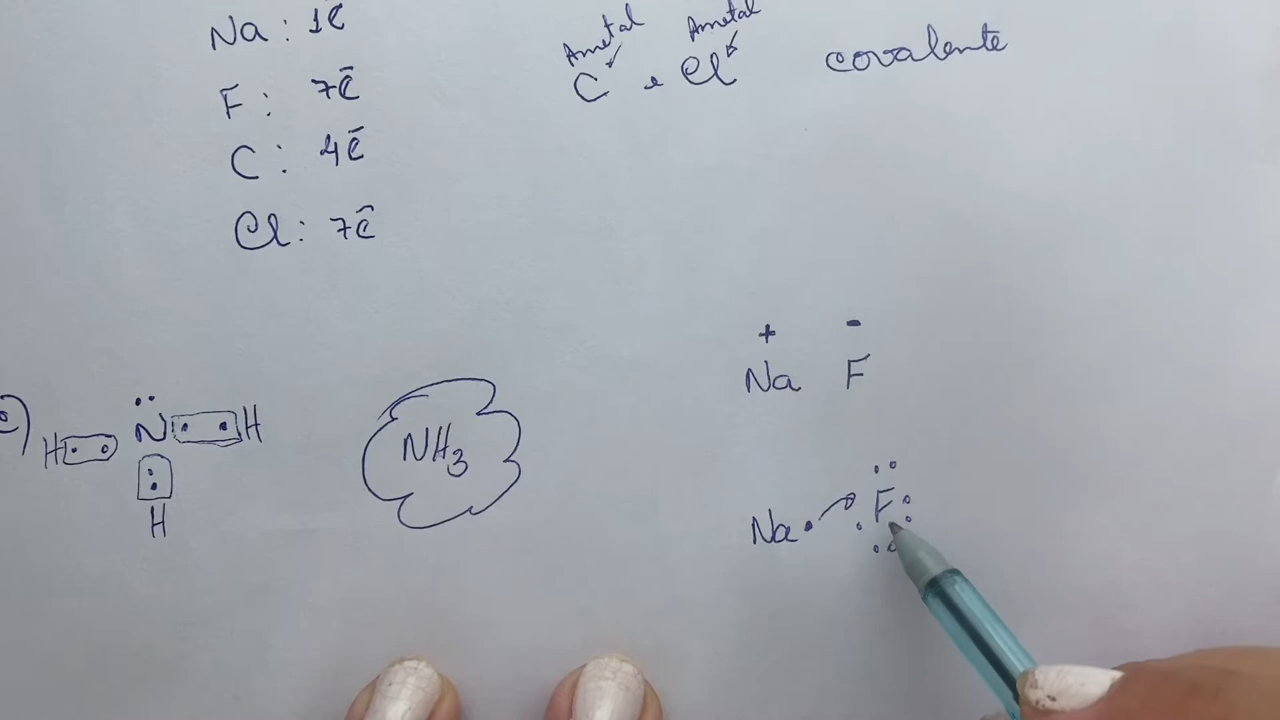 Na: 1ē
F: 7ē
C: 4ē
Cl: 7ē
Ametal Ametal
C e Cl covalente
+ -
Na F
c) H N H
H
NH3
Na F